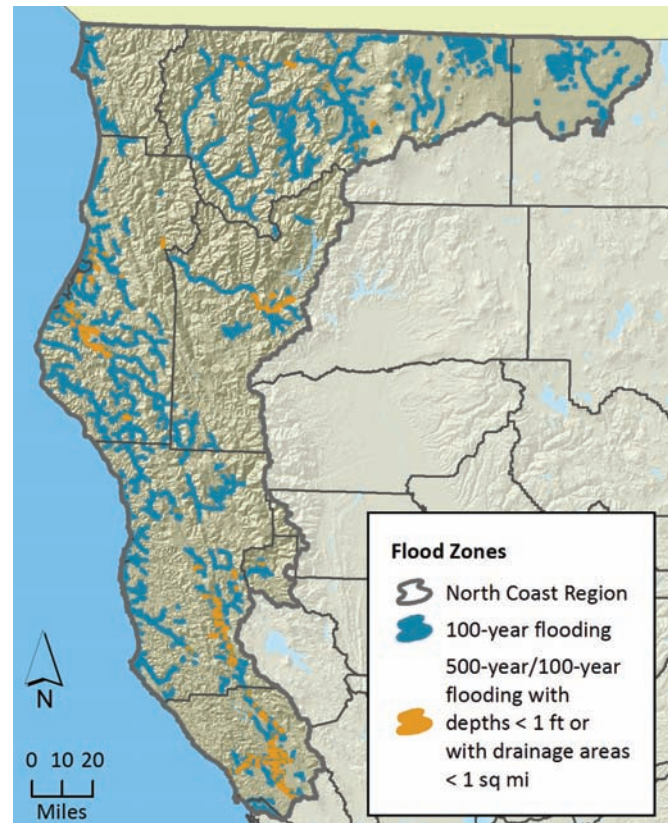 Flood Zones
North Coast Region
100-year flooding
500-year/100-year
flooding with
depths < 1 ft or
with drainage areas
< 1 sq mi
N
0 10 20
Miles